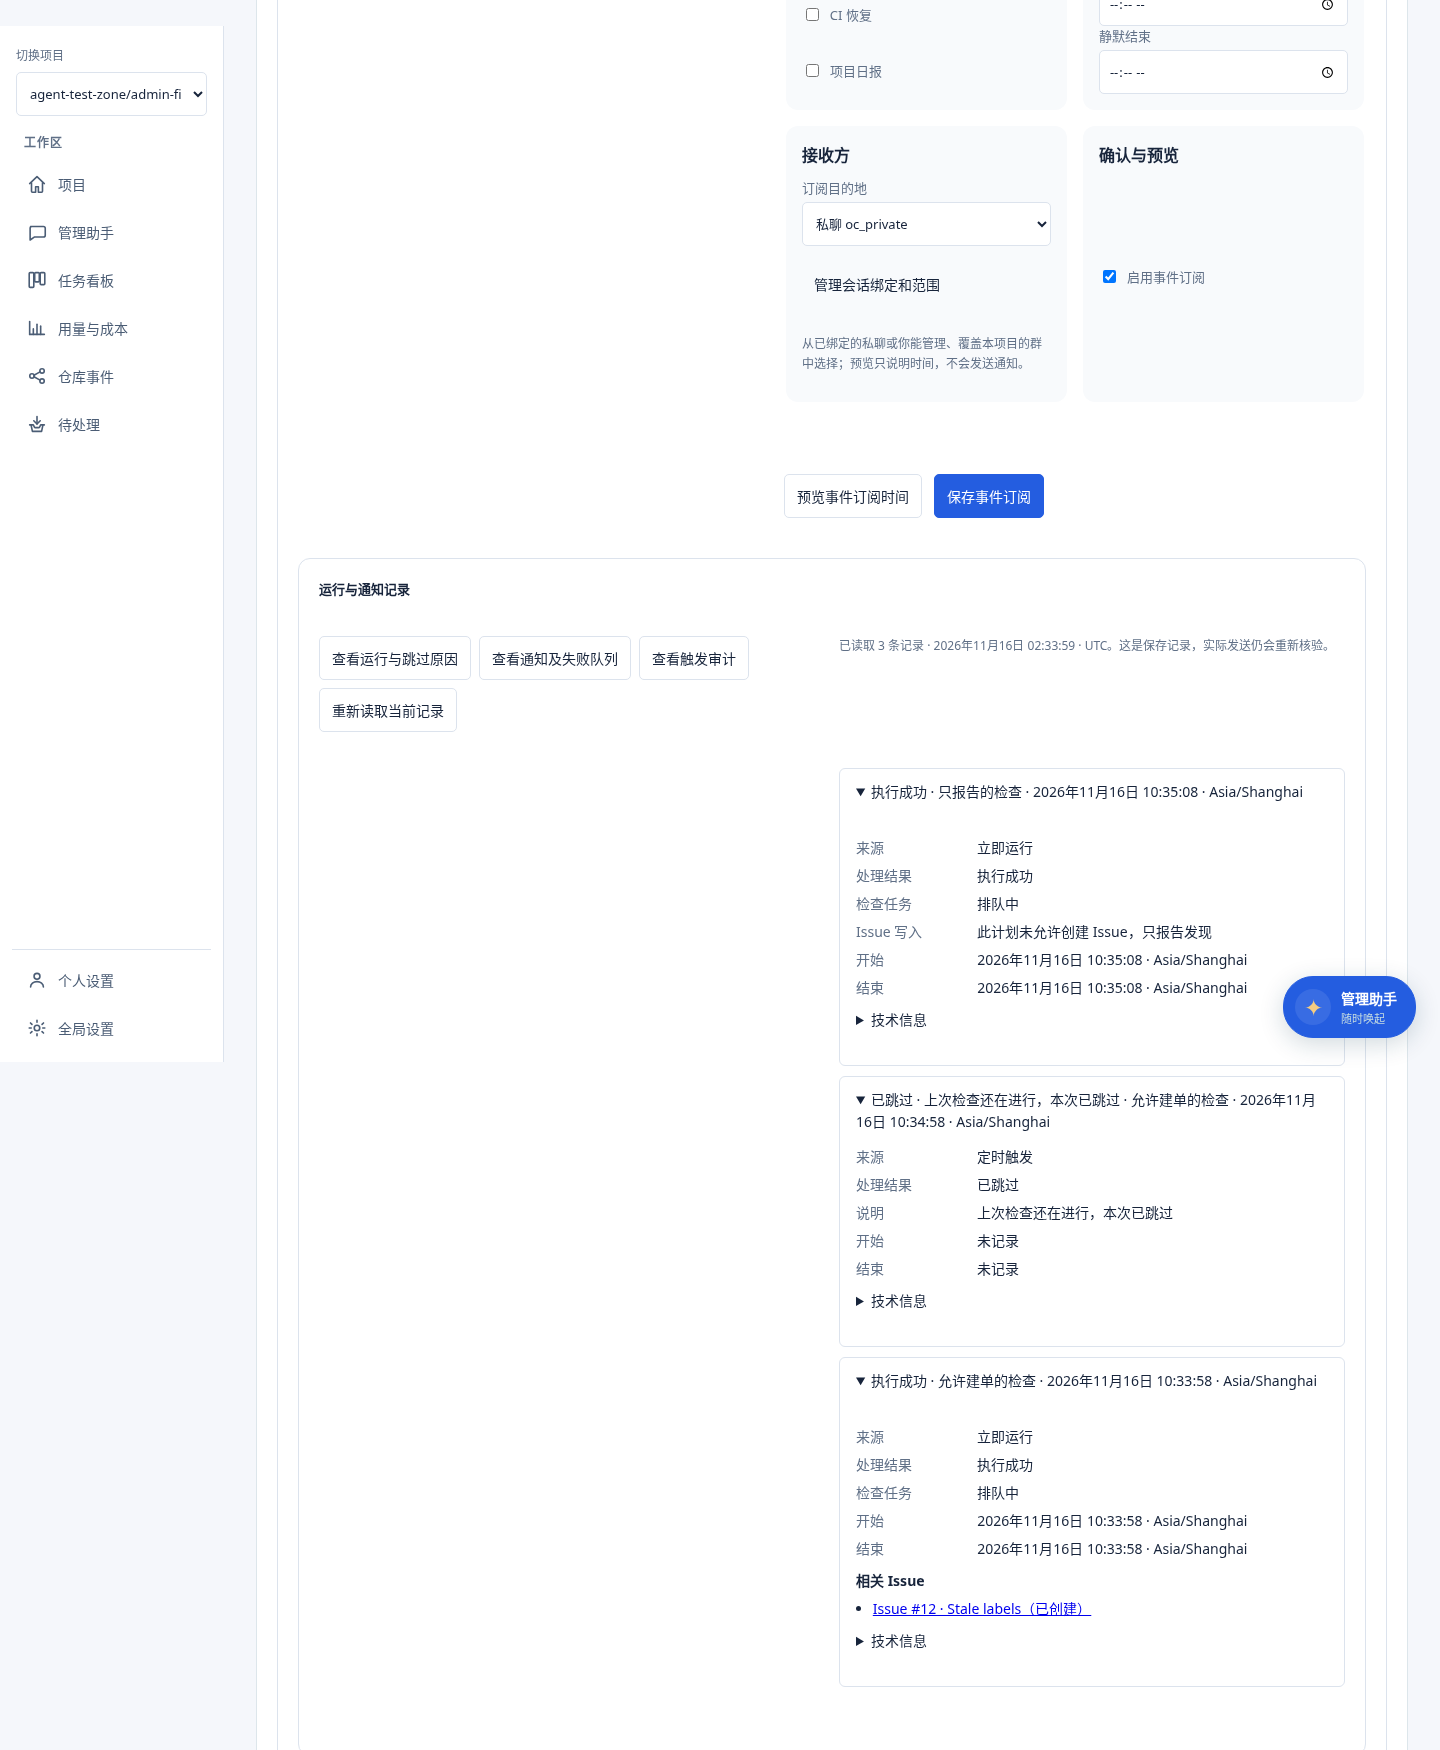 切换项目
agent-test-zone/admin-fi
工作区
项目
管理助手
任务看板
用量与成本
仓库事件
待处理
个人设置
全局设置
CI 恢复
项目日报
--:-- --
静默结束
--:-- --
接收方
订阅目的地
私聊 oc_private
管理会话绑定和范围
从已绑定的私聊或你能管理、覆盖本项目的群
中选择；预览只说明时间，不会发送通知。
确认与预览
启用事件订阅
预览事件订阅时间
保存事件订阅
运行与通知记录
查看运行与跳过原因
查看通知及失败队列
查看触发审计
重新读取当前记录
已读取 3 条记录 · 2026年11月16日 02:33:59 · UTC。这是保存记录，实际发送仍会重新核验。
执行成功 · 只报告的检查 · 2026年11月16日 10:35:08 · Asia/Shanghai
来源 立即运行
处理结果 执行成功
检查任务 排队中
Issue 写入 此计划未允许创建 Issue，只报告发现
开始 2026年11月16日 10:35:08 · Asia/Shanghai
结束 2026年11月16日 10:35:08 · Asia/Shanghai
技术信息
管理助手
随时唤起
已跳过 · 上次检查还在进行，本次已跳过 · 允许建单的检查 · 2026年11月
16日 10:34:58 · Asia/Shanghai
来源 定时触发
处理结果 已跳过
说明 上次检查还在进行，本次已跳过
开始 未记录
结束 未记录
技术信息
执行成功 · 允许建单的检查 · 2026年11月16日 10:33:58 · Asia/Shanghai
来源 立即运行
处理结果 执行成功
检查任务 排队中
开始 2026年11月16日 10:33:58 · Asia/Shanghai
结束 2026年11月16日 10:33:58 · Asia/Shanghai
相关 Issue
Issue #12 · Stale labels（已创建）
技术信息